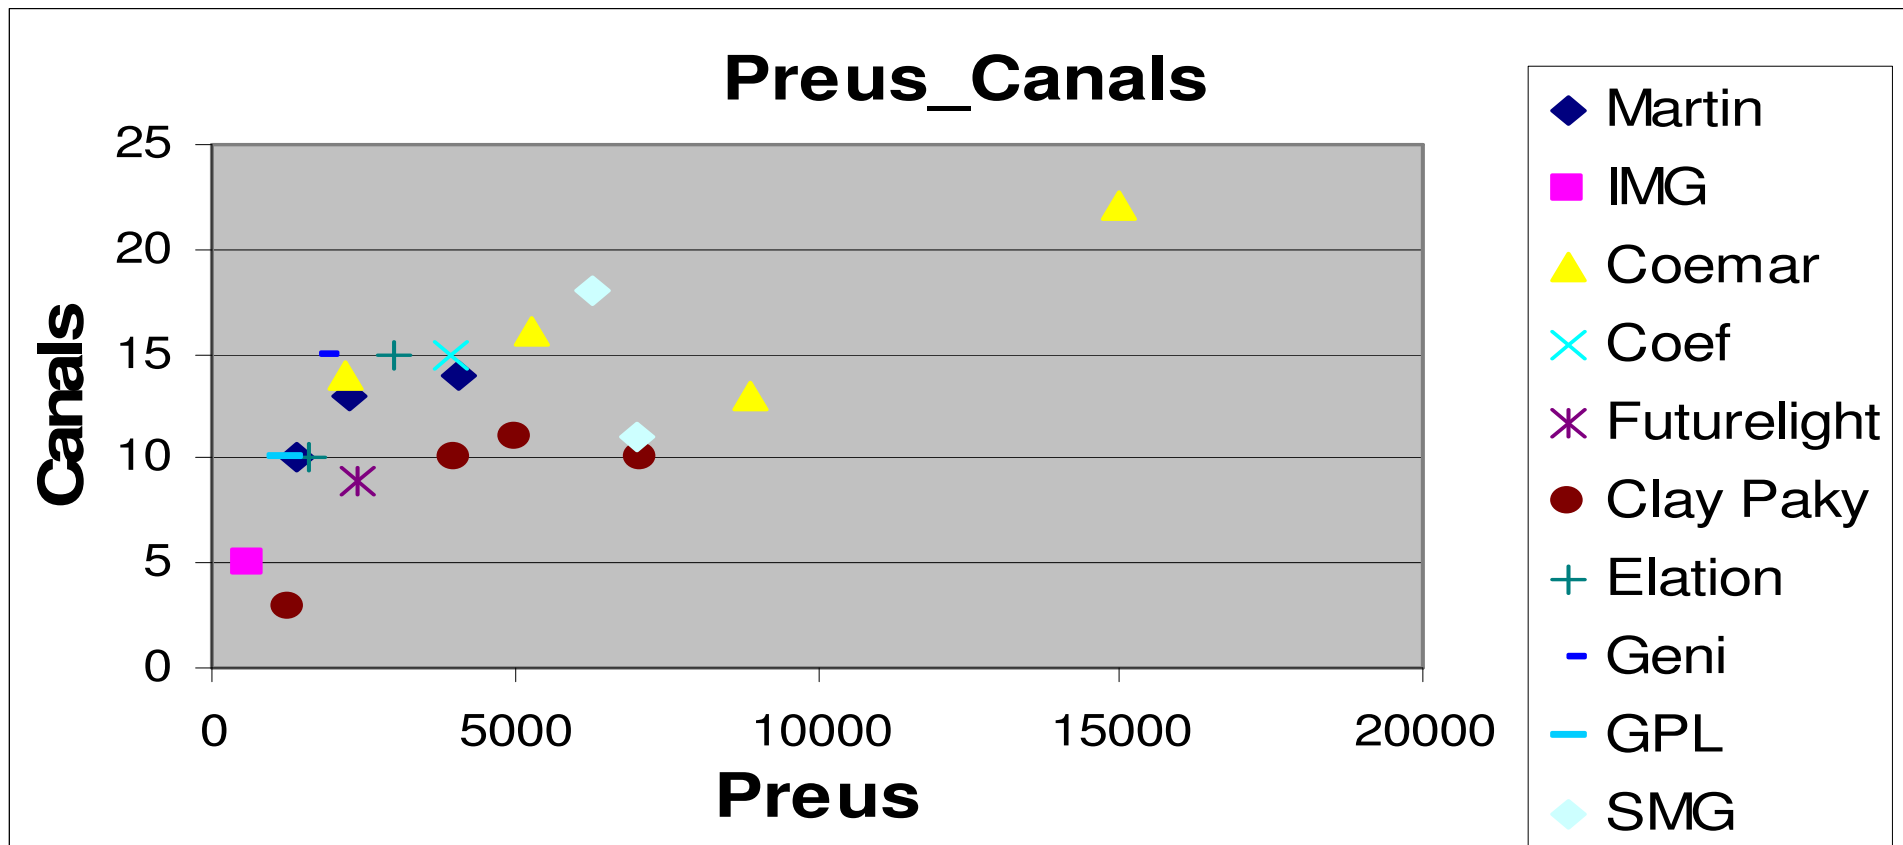 Preus_Canals
25
20
15
10
5
0
Canals
0 5000 10000 15000 20000
Preus
Martin
IMG
Coemar
Coef
Futurelight
Clay Paky
Elation
Geni
GPL
SMG